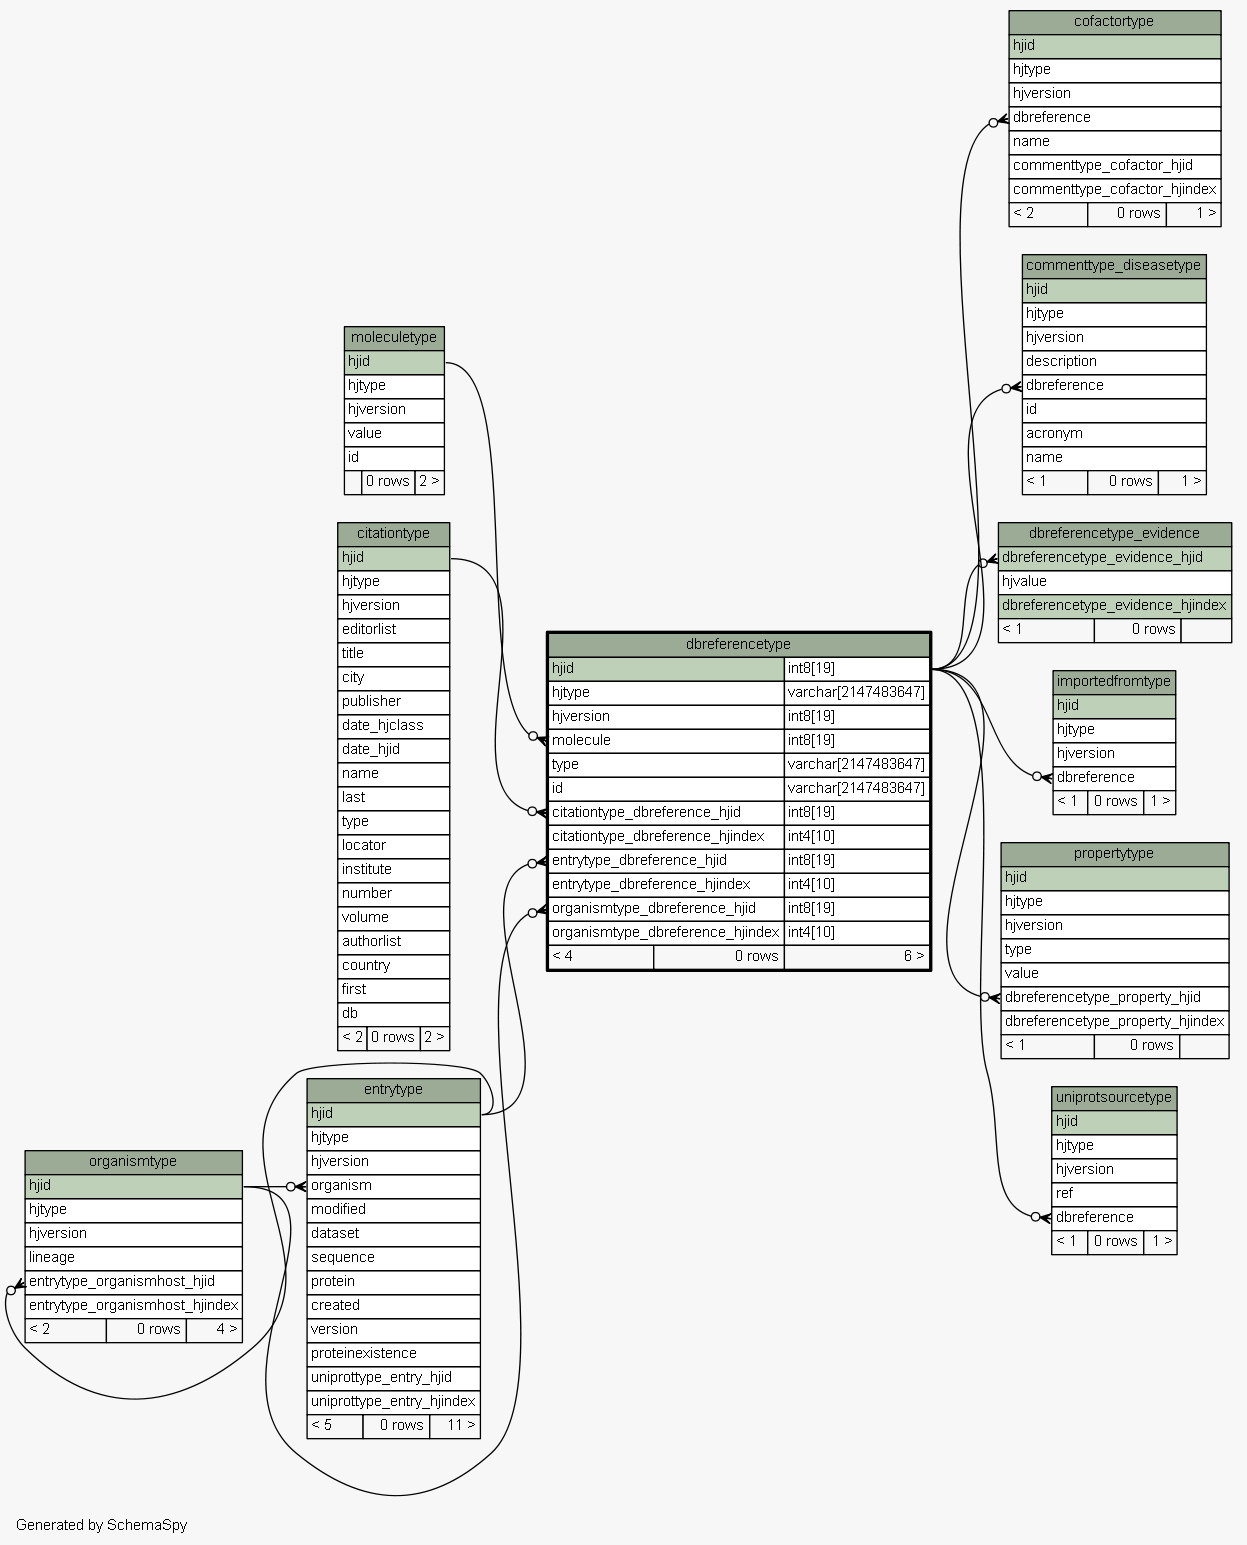 cofactortype
hjid
hjtype
hjversion
dbreference
name
commenttype_cofactor_hjid
commenttype_cofactor_hjindex
< 2 0 rows 1 >
commenttype_diseasetype
hjid
hjtype
hjversion
description
dbreference
id
acronym
name
< 1 0 rows 1 >
moleculetype
hjid
hjtype
hjversion
value
id
0 rows 2 >
citationtype
hjid
hjtype
hjversion
editorlist
title
city
publisher
date_hjclass
date_hjid
name
last
type
locator
institute
number
volume
authorlist
country
first
db
< 2 0 rows 2 >
dbreferencetype_evidence
dbreferencetype_evidence_hjid
hjvalue
dbreferencetype_evidence_hjindex
< 1 0 rows
dbreferencetype
hjid int8[19]
hjtype varchar[2147483647]
hjversion int8[19]
molecule int8[19]
type varchar[2147483647]
id varchar[2147483647]
citationtype_dbreference_hjid int8[19]
citationtype_dbreference_hjindex int4[10]
entrytype_dbreference_hjid int8[19]
entrytype_dbreference_hjindex int4[10]
organismtype_dbreference_hjid int8[19]
organismtype_dbreference_hjindex int4[10]
< 4 0 rows 6 >
importedfromtype
hjid
hjtype
hjversion
dbreference
< 1 0 rows 1 >
propertytype
hjid
hjtype
hjversion
type
value
dbreferencetype_property_hjid
dbreferencetype_property_hjindex
< 1 0 rows
entrytype
hjid
hjtype
hjversion
organism
modified
dataset
sequence
protein
created
version
proteinexistence
uniprottype_entry_hjid
uniprottype_entry_hjindex
< 5 0 rows 11 >
uniprotsourcetype
hjid
hjtype
hjversion
ref
dbreference
< 1 0 rows 1 >
organismtype
hjid
hjtype
hjversion
lineage
entrytype_organismhost_hjid
entrytype_organismhost_hjindex
< 2 0 rows 4 >
Generated by SchemaSpy